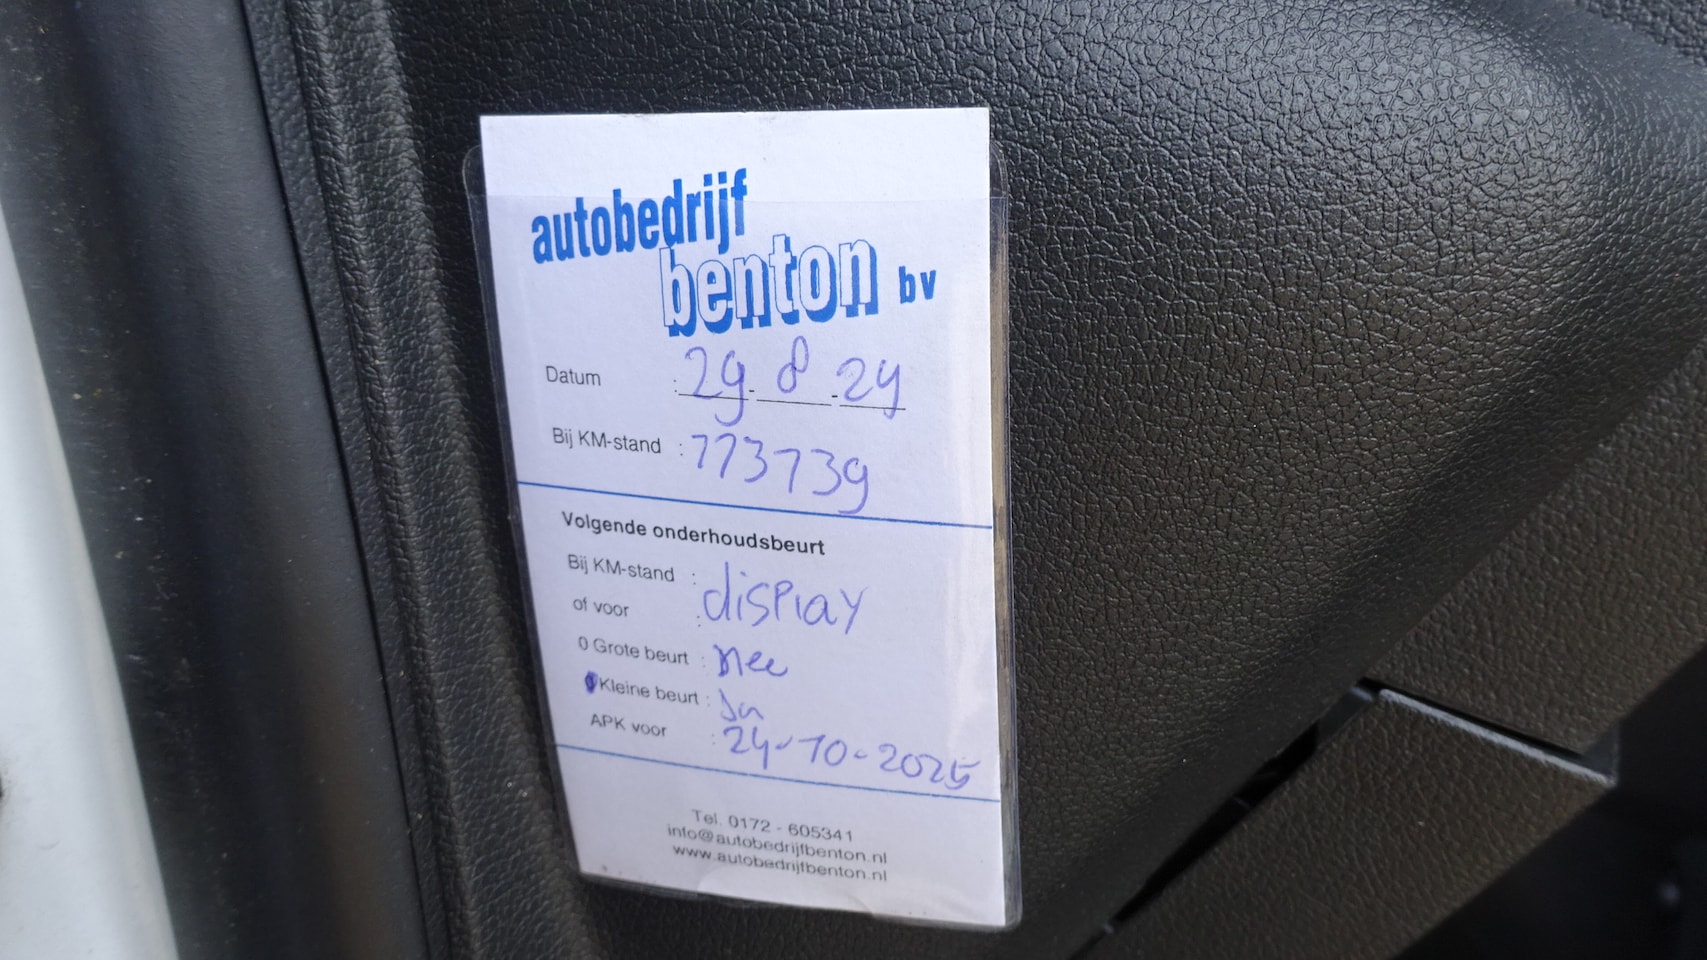 autobedrijf
benton bv
Datum : 29 - 8 - 24
Bij KM-stand : 113739
Volgende onderhoudsbeurt
Bij KM-stand : display
of voor :
0 Grote beurt : nee
0 Kleine beurt : Ja
APK voor : 24-10-2025
Tel. 0172 - 605341
info@autobedrijfbenton.nl
www.autobedrijfbenton.nl